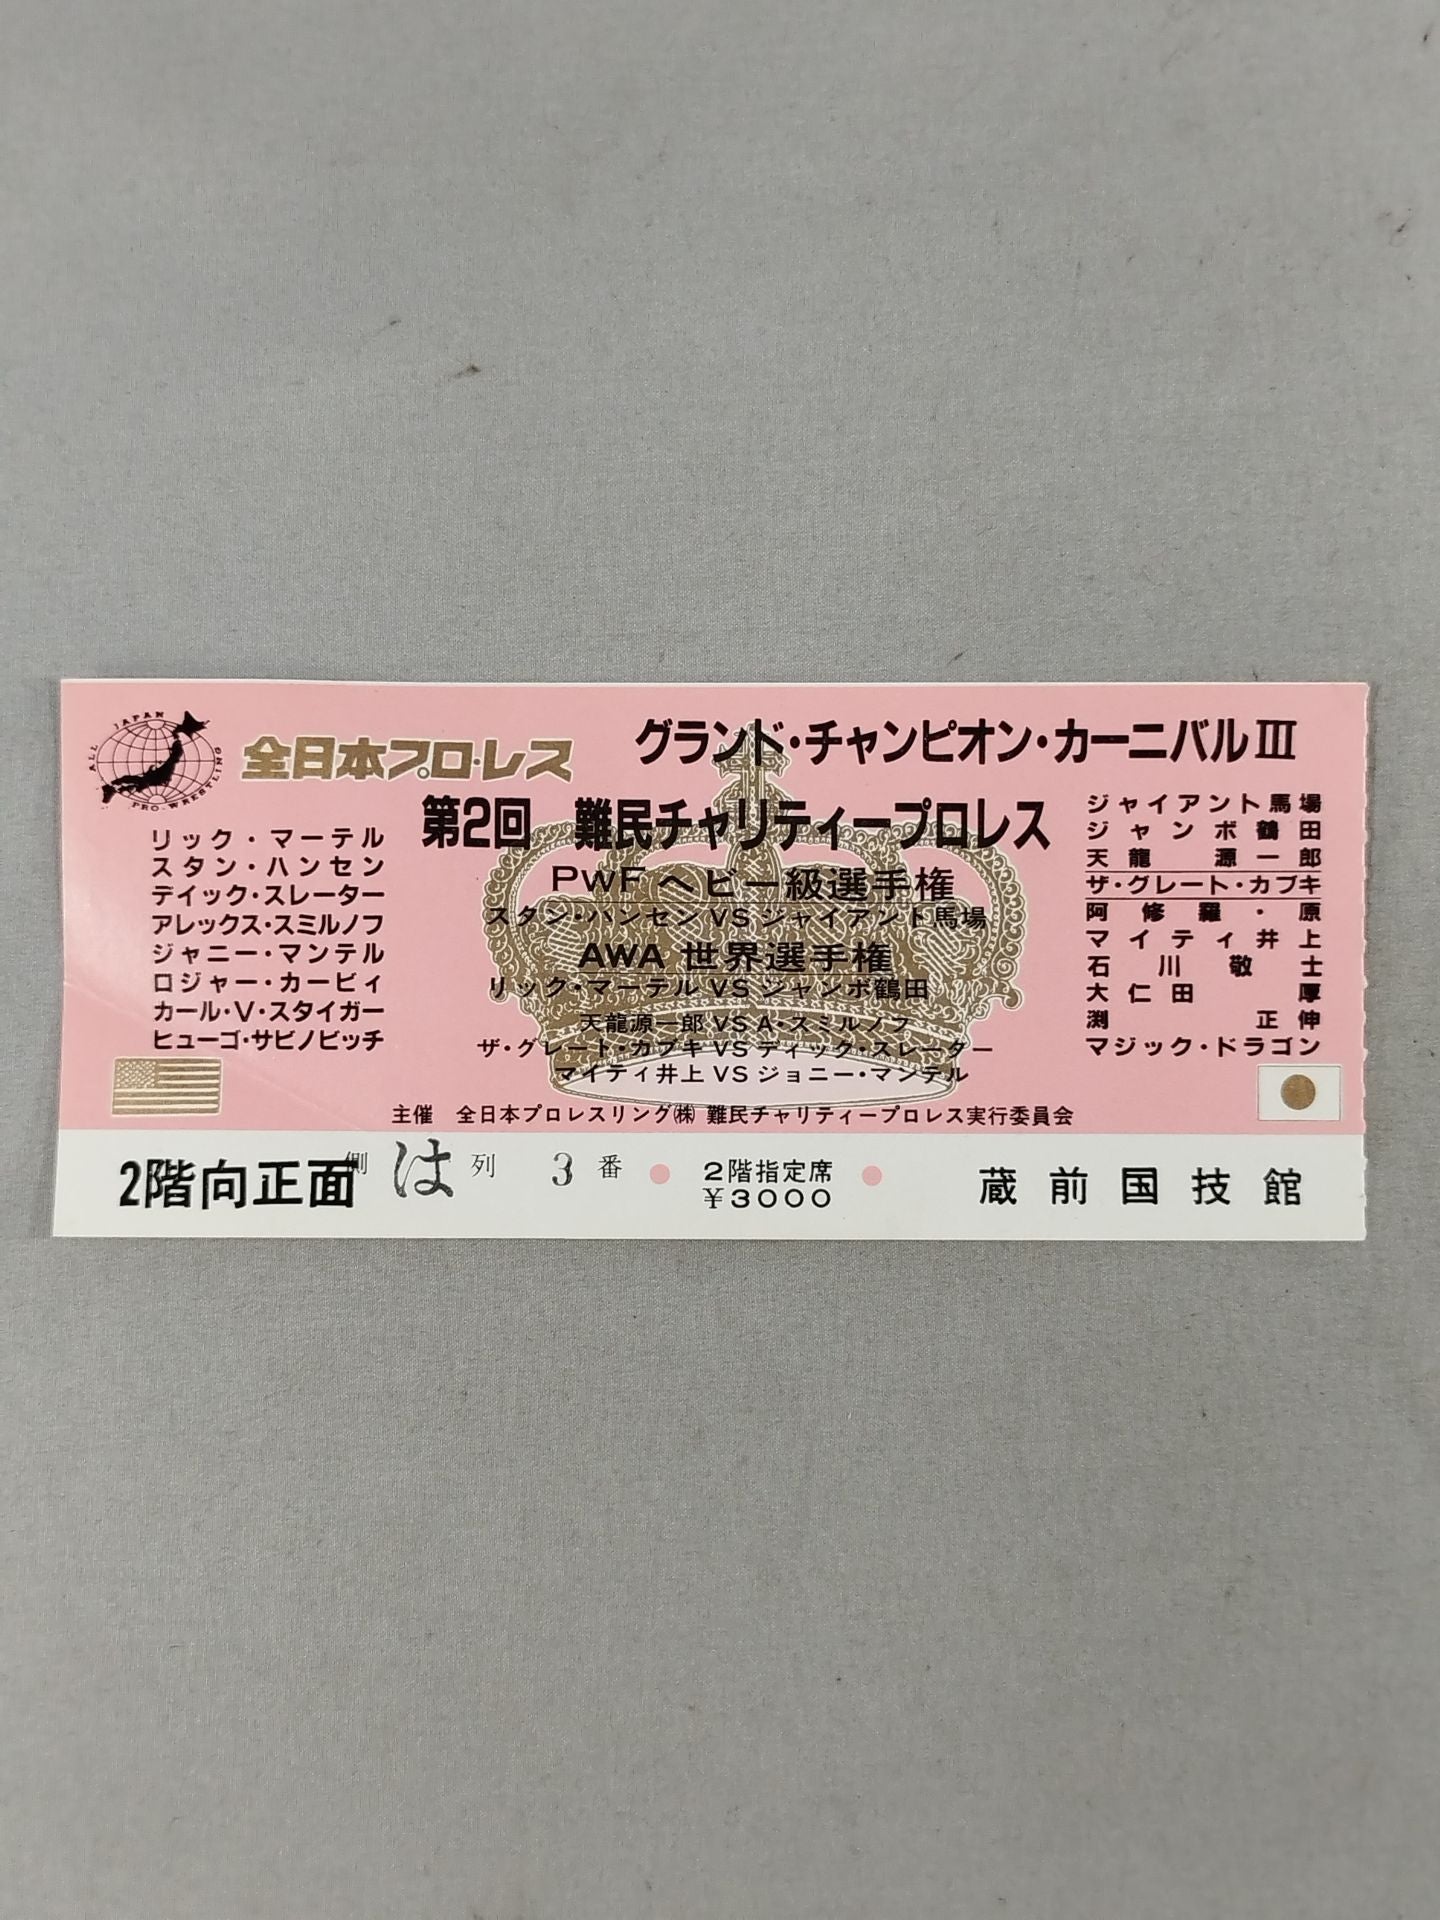 ALL JAPAN PRO-WRESTLING
全日本プロ・レス
グランド・チャンピオン・カーニバルⅢ
第2回 難民チャリティープロレス
PWF ヘビー級選手権
スタン・ハンセン VS ジャイアント馬場
AWA 世界選手権
リック・マーテル VS ジャンボ鶴田
天龍源一郎 VS A・スミルノフ
ザ・グレート・カブキ VS ディック・スレーター
マイティ井上 VS ジョニー・マンテル
リック・マーテル
スタン・ハンセン
デイック・スレーター
アレックス・スミルノフ
ジャニー・マンテル
ロジャー・カービィ
カール・V・スタイガー
ヒューゴ・サビノビッチ
ジャイアント馬場
ジャンボ鶴田
天龍源一郎
ザ・グレート・カブキ
阿修羅・原
マイティ井上
石川敬士
大仁田厚
渕正伸
マジック・ドラゴン
主催 全日本プロレスリング㈱ 難民チャリティープロレス実行委員会
2階向正面側 は 列 3 番 ● 2階指定席 ● 蔵前国技館
¥3000